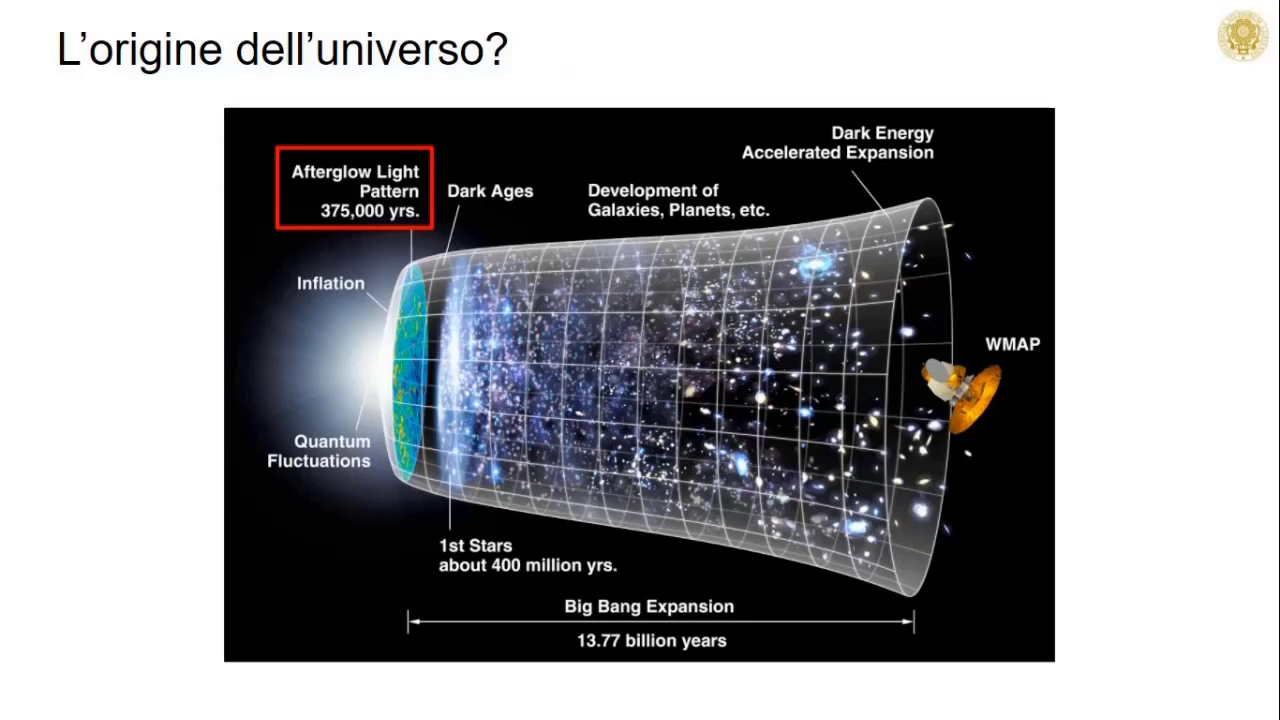 L’origine dell’universo?
Dark Energy
Accelerated Expansion
Afterglow Light
Pattern
375,000 yrs.
Dark Ages
Development of
Galaxies, Planets, etc.
Inflation
WMAP
Quantum
Fluctuations
1st Stars
about 400 million yrs.
Big Bang Expansion
13.77 billion years